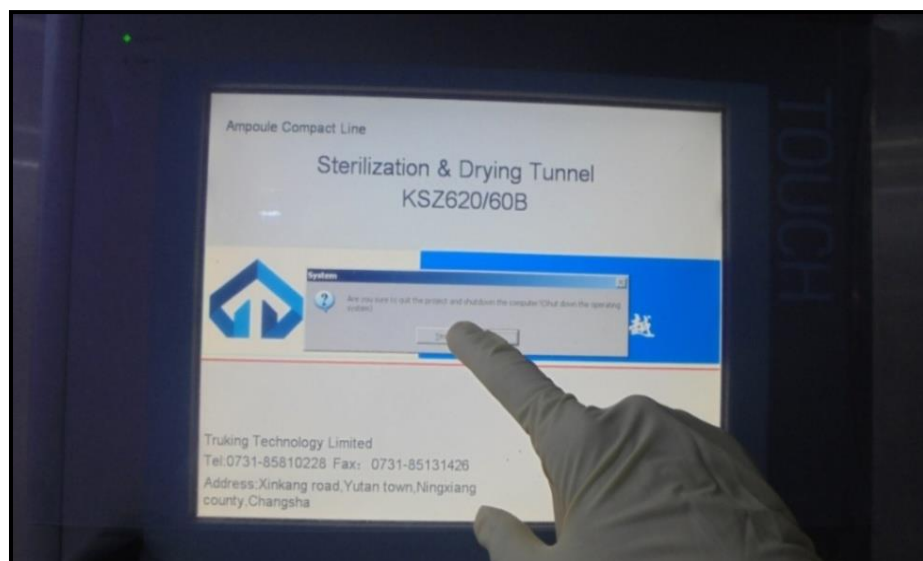 TOUCH
Ampoule Compact Line
Sterilization & Drying Tunnel
KSZ620/60B
System
Are you sure to quit the project and shutdown the computer?(Shut down the operating
system)
越
Truking Technology Limited
Tel:0731-85810228 Fax: 0731-85131426
Address:Xinkang road,Yutan town,Ningxiang
county,Changsha